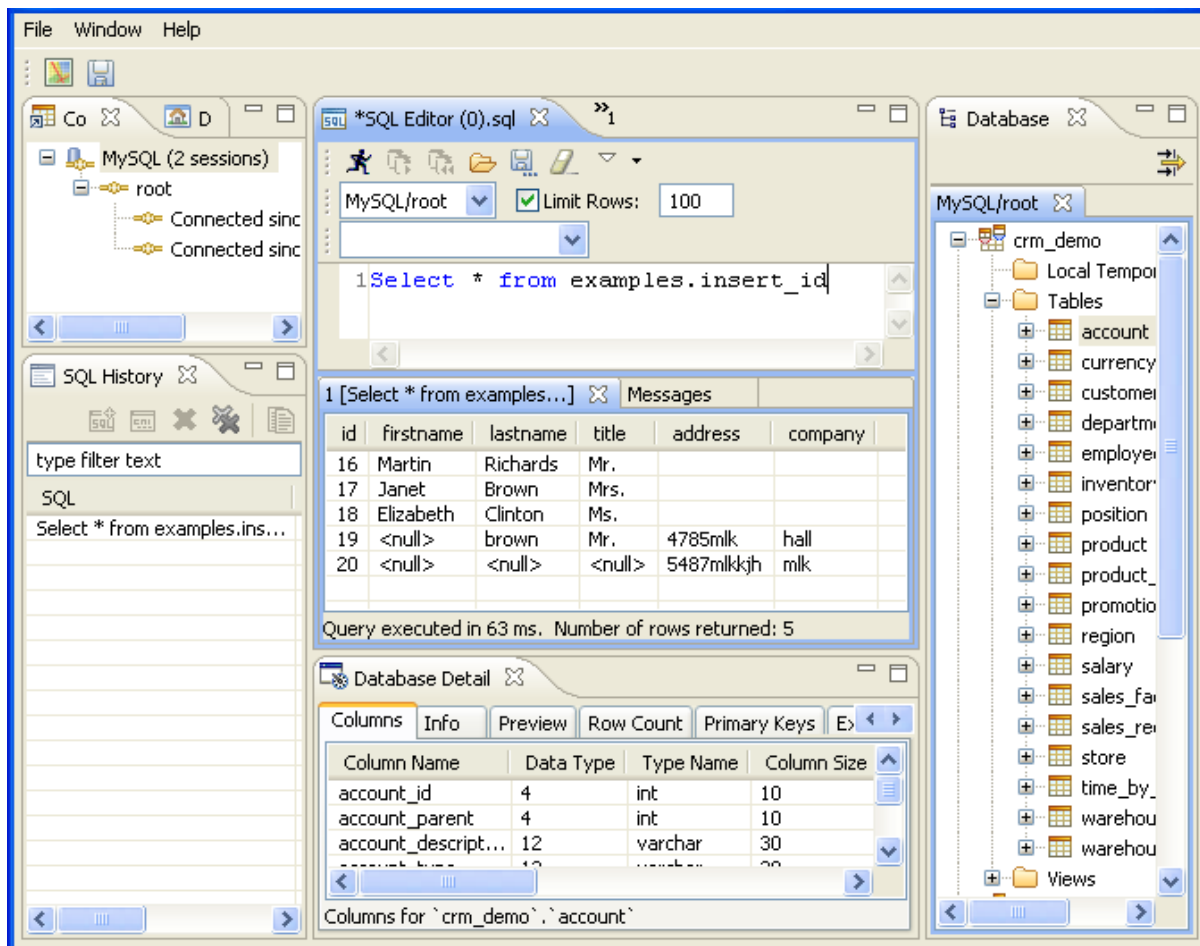 File Window Help
Co D
MySQL (2 sessions)
root
Connected sinc
Connected sinc
SQL History
type filter text
SQL
Select * from examples.ins...
*SQL Editor (0).sql »1
MySQL/root Limit Rows: 100
1 Select * from examples.insert_id
1 [Select * from examples...] Messages
id firstname lastname title address company
16 Martin Richards Mr.
17 Janet Brown Mrs.
18 Elizabeth Clinton Ms.
19 <null> brown Mr. 4785mlk hall
20 <null> <null> <null> 5487mlkkjh mlk
Query executed in 63 ms. Number of rows returned: 5
Database Detail
Columns Info Preview Row Count Primary Keys Ex
Column Name Data Type Type Name Column Size
account_id 4 int 10
account_parent 4 int 10
account_descript... 12 varchar 30
Columns for `crm_demo`.`account`
Database
MySQL/root
crm_demo
Local Tempor
Tables
account
currency
customer
departm
employe
inventor
position
product
product_
promotio
region
salary
sales_fa
sales_re
store
time_by_
warehou
warehou
Views